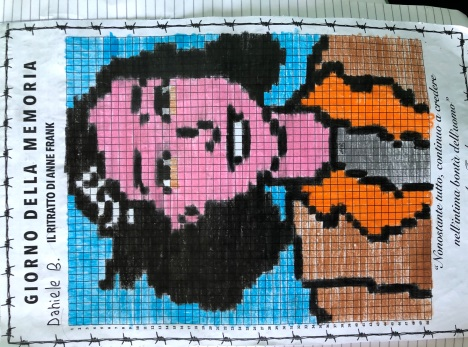 GIORNO DELLA MEMORIA
IL RITRATTO DI ANNE FRANK
Daniele B.
"Nonostante tutto, continuo a credere
nell'intima bontà dell'uomo"